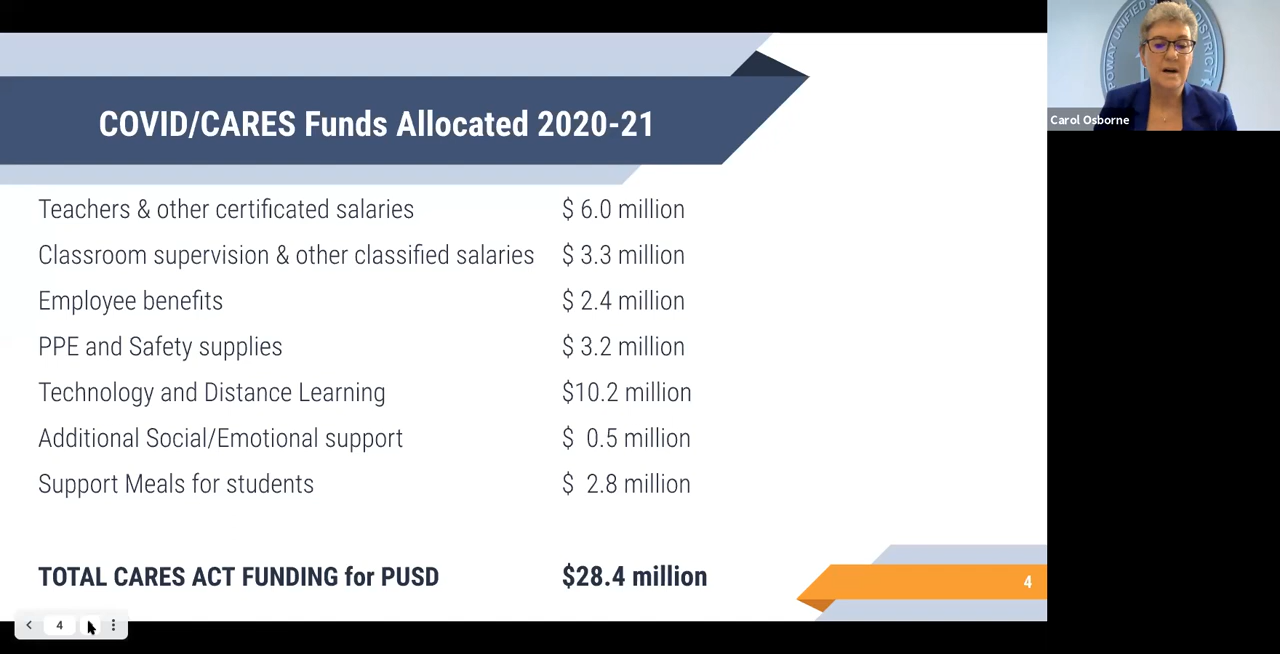 COVID/CARES Funds Allocated 2020-21
Teachers & other certificated salaries $ 6.0 million
Classroom supervision & other classified salaries $ 3.3 million
Employee benefits $ 2.4 million
PPE and Safety supplies $ 3.2 million
Technology and Distance Learning $10.2 million
Additional Social/Emotional support $ 0.5 million
Support Meals for students $ 2.8 million
TOTAL CARES ACT FUNDING for PUSD $28.4 million
4
4
POWAY UNIFIED DISTRICT
Carol Osborne